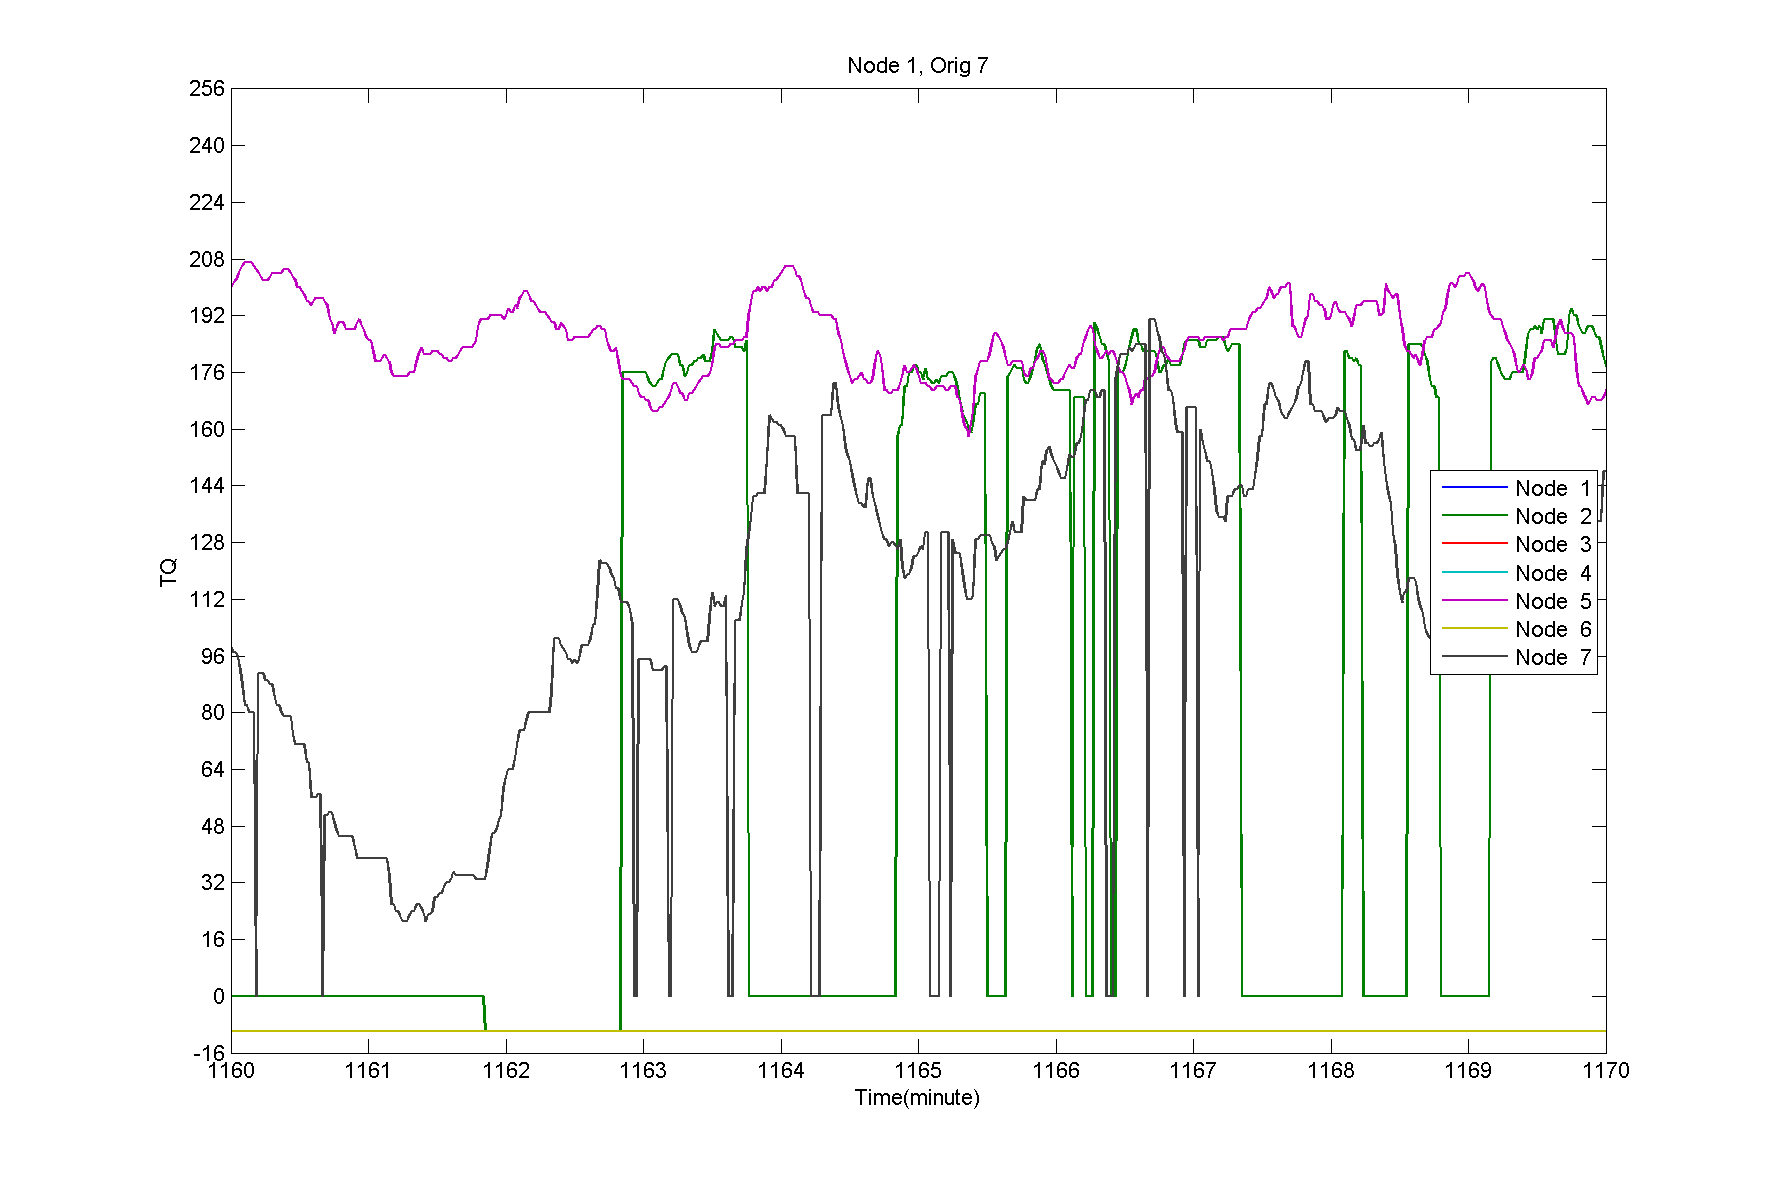 Node 1, Orig 7
256
240
224
208
192
176
160
144
128
112
96
80
64
48
32
16
0
-16
TQ
Node 1
Node 2
Node 3
Node 4
Node 5
Node 6
Node 7
1160 1161 1162 1163 1164 1165 1166 1167 1168 1169 1170
Time(minute)